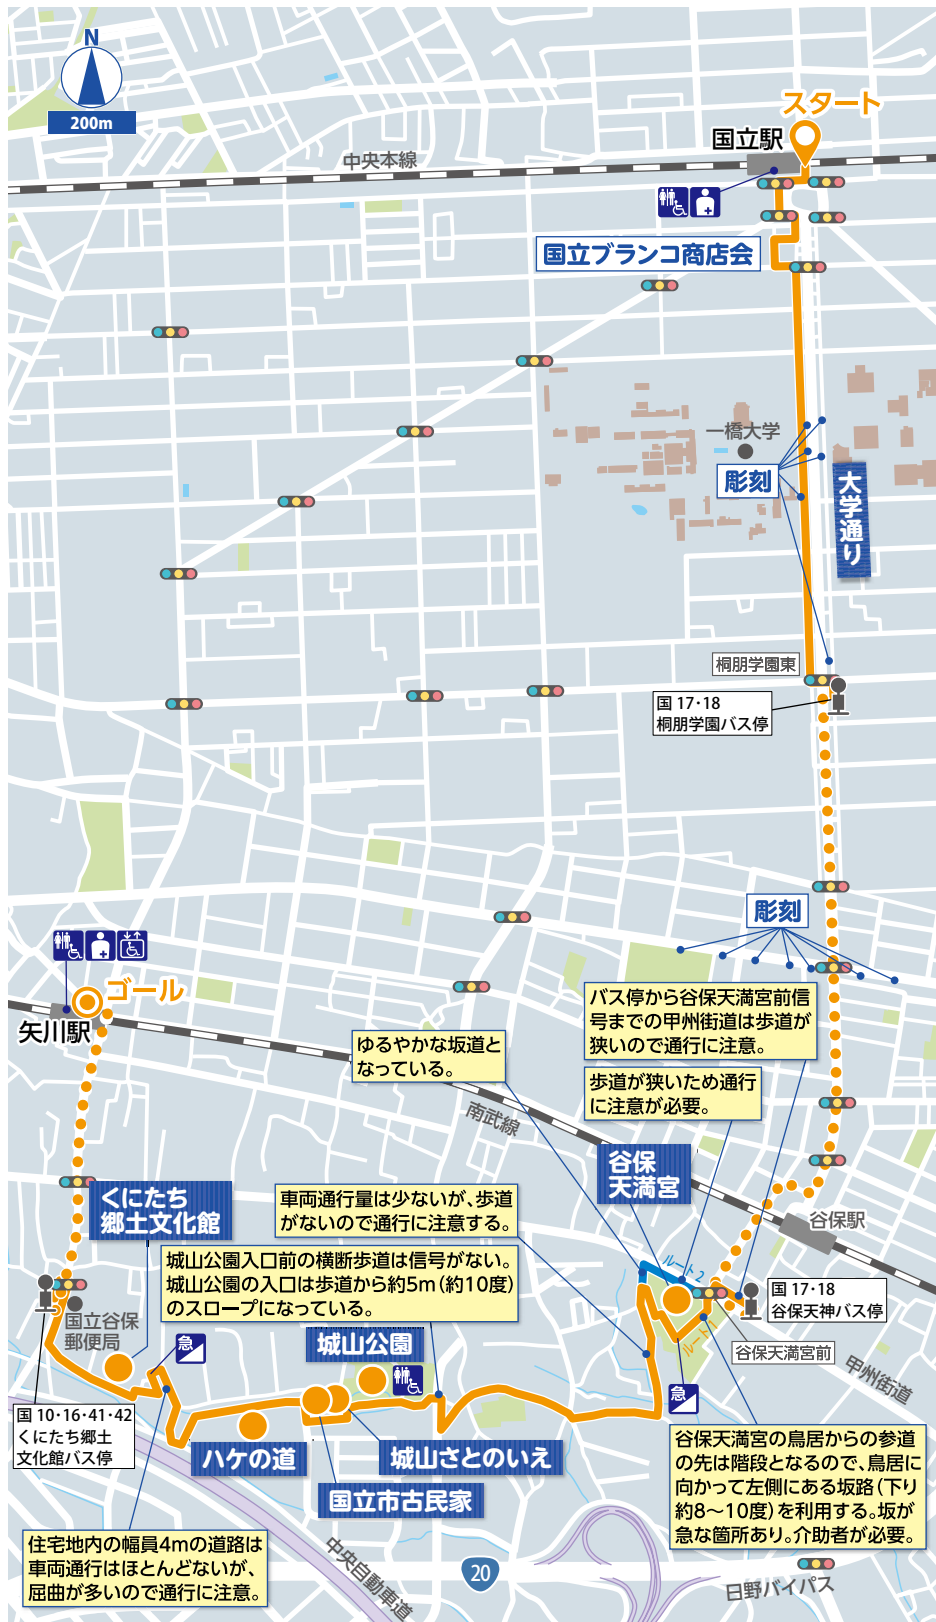 N
200m
スタート
国立駅
中央本線
国立ブランコ商店会
一橋大学
彫刻
大学通り
桐朋学園東
国 17・18
桐朋学園バス停
彫刻
ゴール
矢川駅
バス停から谷保天満宮前信
号までの甲州街道は歩道が
狭いので通行に注意。
ゆるやかな坂道と
なっている。
歩道が狭いため通行
に注意が必要。
南武線
谷保
天満宮
くにたち
郷土文化館
車両通行量は少ないが、歩道
がないので通行に注意する。
谷保駅
城山公園入口前の横断歩道は信号がない。
城山公園の入口は歩道から約5m（約10度）
のスロープになっている。
ルート2
国 17・18
谷保天神バス停
国立谷保
郵便局
急
城山公園
ルート1
谷保天満宮前
甲州街道
急
国 10・16・41・42
くにたち郷土
文化館バス停
ハケの道
城山さとのいえ
国立市古民家
谷保天満宮の鳥居からの参道
の先は階段となるので、鳥居に
向かって左側にある坂路（下り
約8～10度）を利用する。坂が
急な箇所あり。介助者が必要。
住宅地内の幅員4mの道路は
車両通行はほとんどないが、
屈曲が多いので通行に注意。
中央自動車道
20
日野バイパス